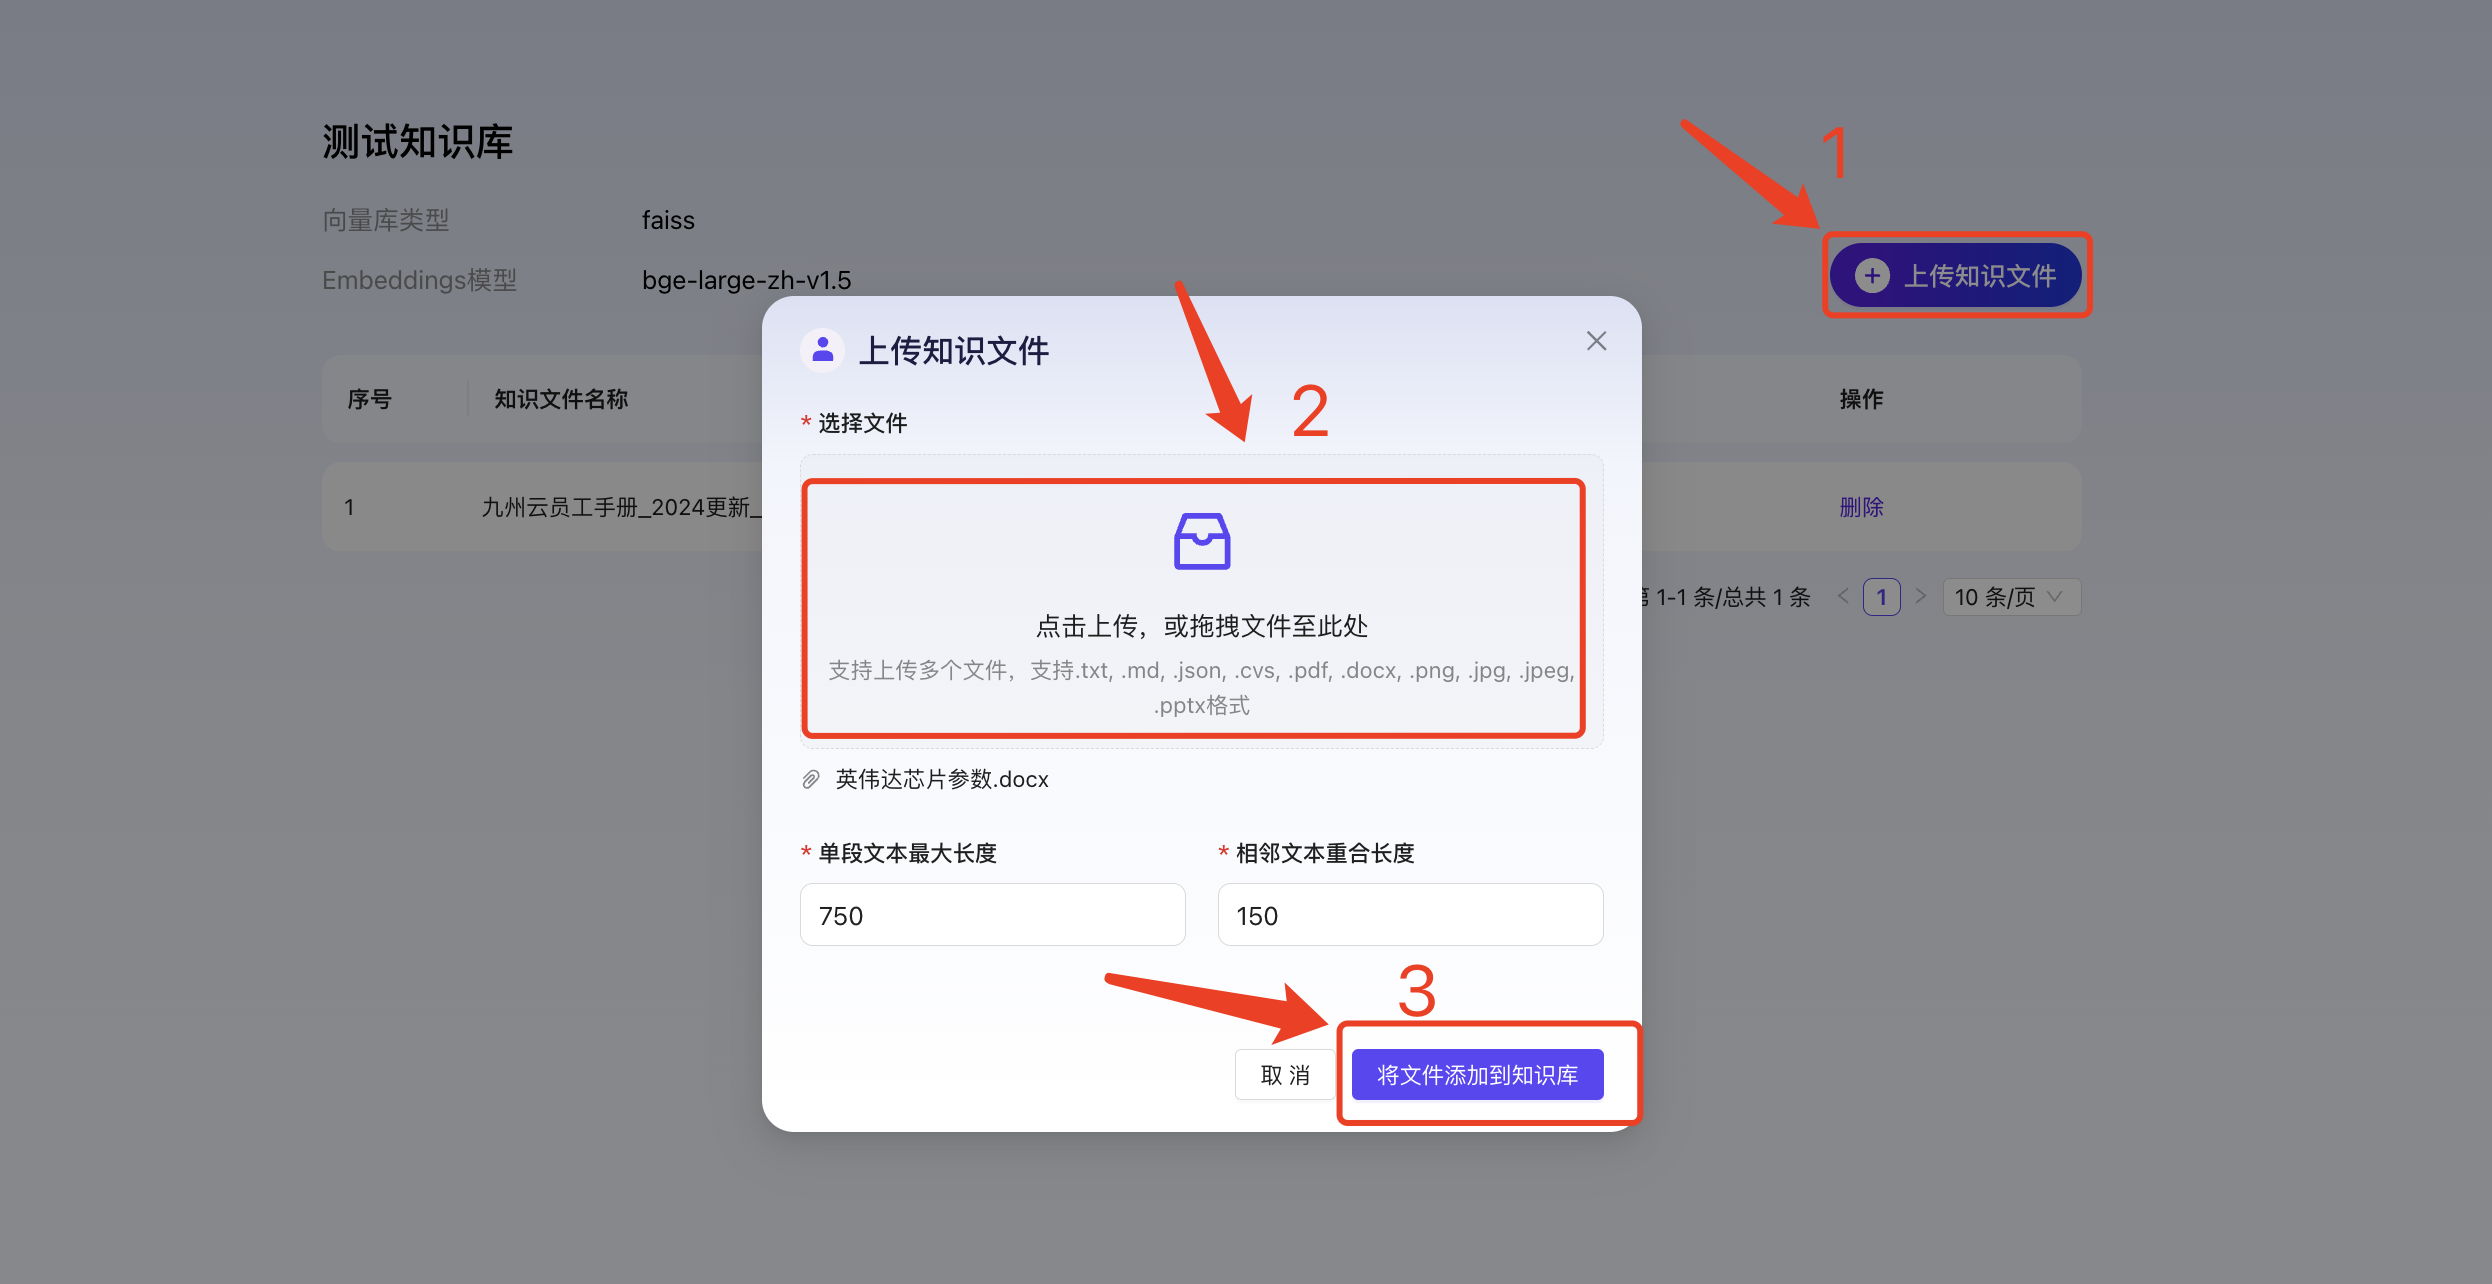 测试知识库
1
向量库类型 faiss
上传知识文件
Embeddings模型 bge-large-zh-v1.5
上传知识文件
序号 知识文件名称 操作
2
* 选择文件
1 九州云员工手册_2024更新_ 删除
点击上传，或拖拽文件至此处
支持上传多个文件，支持.txt, .md, .json, .cvs, .pdf, .docx, .png, .jpg, .jpeg,
.pptx格式
第 1-1 条/总共 1 条 < 1 > 10 条/页
英伟达芯片参数.docx
* 单段文本最大长度 * 相邻文本重合长度
750 150
3
取 消 将文件添加到知识库